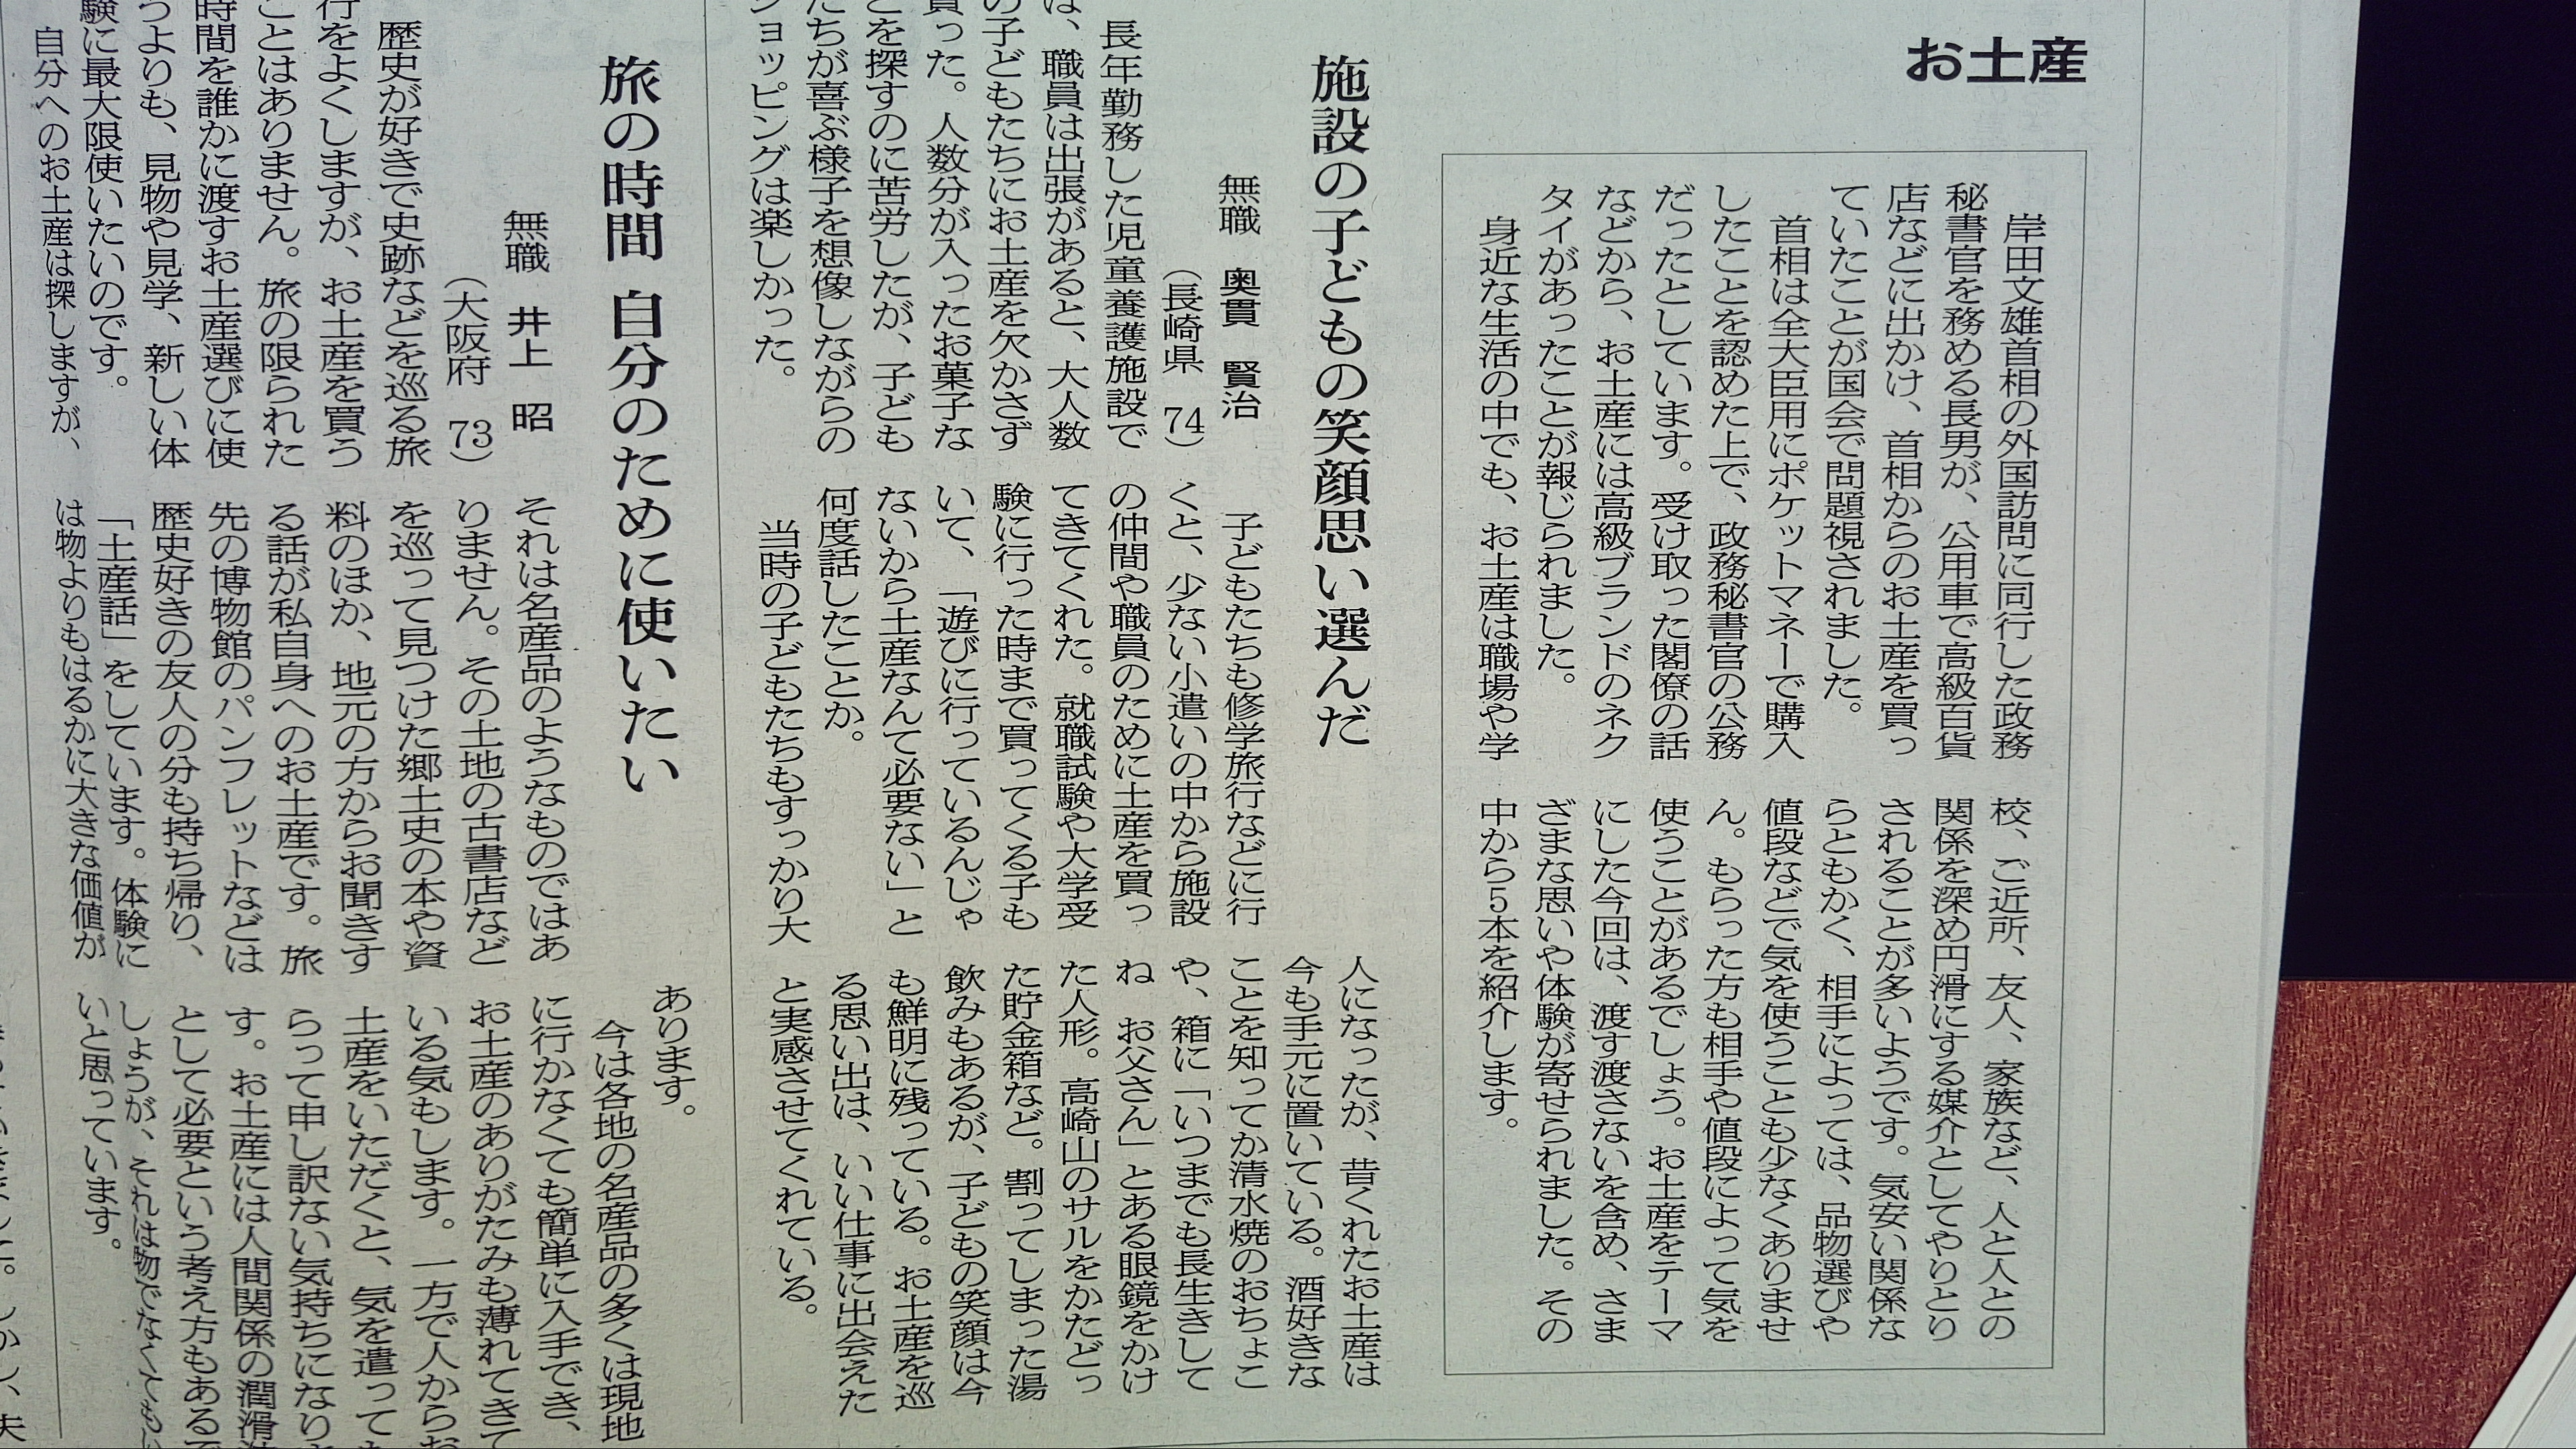 お土産
岸田文雄首相の外国訪問に同行した政務
秘書官を務める長男が、公用車で高級百貨
店などに出かけ、首相からのお土産を買っ
ていたことが国会で問題視されました。
首相は全大臣用にポケットマネーで購入
したことを認めた上で、政務秘書官の公務
だったとしています。受け取った閣僚の話
などから、お土産には高級ブランドのネク
タイがあったことが報じられました。
身近な生活の中でも、お土産は職場や学
校、ご近所、友人、家族など、人と人との
関係を深め円滑にする媒介としてやりとり
されることが多いようです。気安い関係な
らともかく、相手によっては、品物選びや
値段などで気を使うことも少なくありませ
ん。もらった方も相手や値段によって気を
使うことがあるでしょう。お土産をテーマ
にした今回は、渡す渡さないを含め、さま
ざまな思いや体験が寄せられました。その
中から5本を紹介します。
施設の子どもの笑顔思い選んだ
無職 奥貫 賢治
(長崎県 74)
長年勤務した児童養護施設で
は、職員は出張があると、大人数
の子どもたちにお土産を欠かさず
買った。人数分が入ったお菓子な
どを探すのに苦労したが、子ども
たちが喜ぶ様子を想像しながらの
ショッピングは楽しかった。
子どもたちも修学旅行などに行
くと、少ない小遣いの中から施設
の仲間や職員のために土産を買っ
てきてくれた。就職試験や大学受
験に行った時まで買ってくる子も
いて、「遊びに行っているんじゃ
ないから土産なんて必要ない」と
何度話したことか。
当時の子どもたちもすっかり大
人になったが、昔くれたお土産は
今も手元に置いている。酒好きな
ことを知ってか清水焼のおちょこ
や、箱に「いつまでも長生きして
ね お父さん」とある眼鏡をかけ
た人形。高崎山のサルをかたどっ
た貯金箱など。割ってしまった湯
飲みもあるが、子どもの笑顔は今
も鮮明に残っている。お土産を巡
る思い出は、いい仕事に出会えた
と実感させてくれている。
旅の時間 自分のために使いたい
無職 井上 昭
(大阪府 73)
歴史が好きで史跡などを巡る旅
行をよくしますが、お土産を買う
ことはありません。旅の限られた
時間を誰かに渡すお土産選びに使
うよりも、見物や見学、新しい体
験に最大限使いたいのです。
自分へのお土産は探しますが、
それは名産品のようなものではあ
りません。その土地の古書店など
を巡って見つけた郷土史の本や資
料のほか、地元の方からお聞きす
る話が私自身へのお土産です。旅
先の博物館のパンフレットなどは
歴史好きの友人の分も持ち帰り、
「土産話」をしています。体験に
は物よりもはるかに大きな価値が
あります。
今は各地の名産品の多くは現地
に行かなくても簡単に入手でき、
お土産のありがたみも薄れてきて
いる気もします。一方で人からお
土産をいただくと、気を遣っても
らって申し訳ない気持ちになりま
す。お土産には人間関係の潤滑
として必要という考え方もあるで
しょうが、それは物でなくてもい
いと思っています。